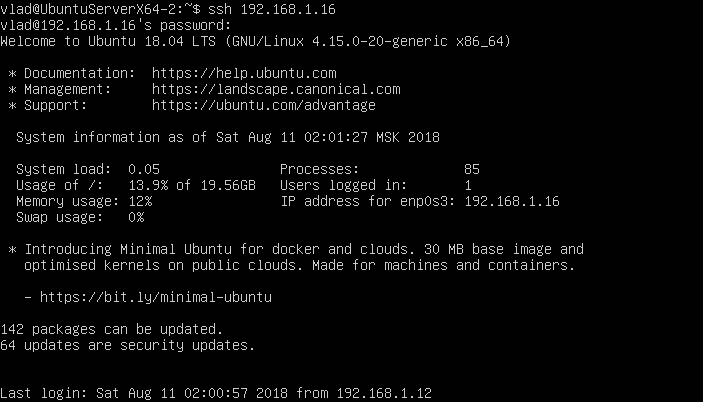 vlad@UbuntuServerX64-2:~$ ssh 192.168.1.16
vlad@192.168.1.16's password:
Welcome to Ubuntu 18.04 LTS (GNU/Linux 4.15.0-20-generic x86_64)

 * Documentation:  https://help.ubuntu.com
 * Management:     https://landscape.canonical.com
 * Support:        https://ubuntu.com/advantage

  System information as of Sat Aug 11 02:01:27 MSK 2018

  System load:  0.05               Processes:             85
  Usage of /:   13.9% of 19.56GB   Users logged in:       1
  Memory usage: 12%                IP address for enp0s3: 192.168.1.16
  Swap usage:   0%

 * Introducing Minimal Ubuntu for docker and clouds. 30 MB base image and
   optimised kernels on public clouds. Made for machines and containers.

   - https://bit.ly/minimal-ubuntu

142 packages can be updated.
64 updates are security updates.

Last login: Sat Aug 11 02:00:57 2018 from 192.168.1.12